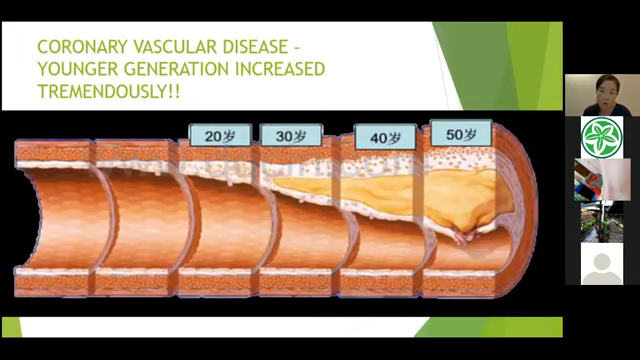 CORONARY VASCULAR DISEASE –
YOUNGER GENERATION INCREASED
TREMENDOUSLY!!
20岁
30岁
40岁
50岁